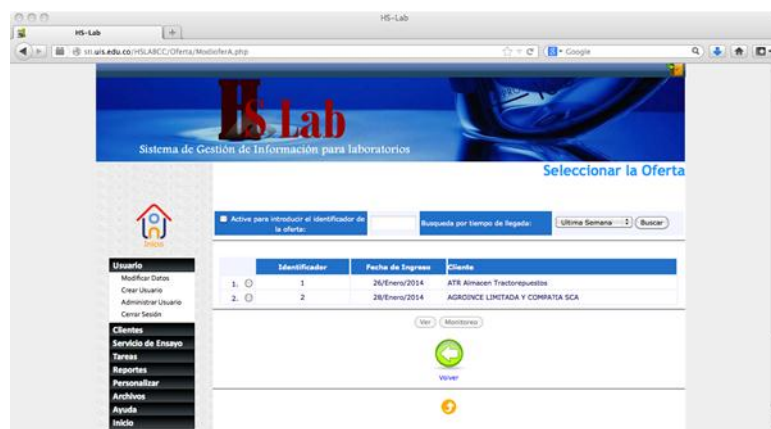 HS-Lab
HS-Lab
sri.uis.edu.co/HSLABCC/Oferta/ModioferA.php
Google
HS Lab
Sistema de Gestión de Información para laboratorios
Seleccionar la Oferta
Inicio
Active para introducir el identificador de la oferta:
Busqueda por tiempo de llegada:
Ultima Semana
Buscar
Usuario
Modificar Datos
Crear Usuario
Administrar Usuario
Cerrar Sesión
Clientes
Servicio de Ensayo
Tareas
Reportes
Personalizar
Archivos
Ayuda
Inicio
Identificador Fecha de Ingreso Cliente
1. 1 26/Enero/2014 ATR Almacen Tractorepuestos
2. 2 28/Enero/2014 AGROINCE LIMITADA Y COMPATIA SCA
Ver Monitoreo
Volver